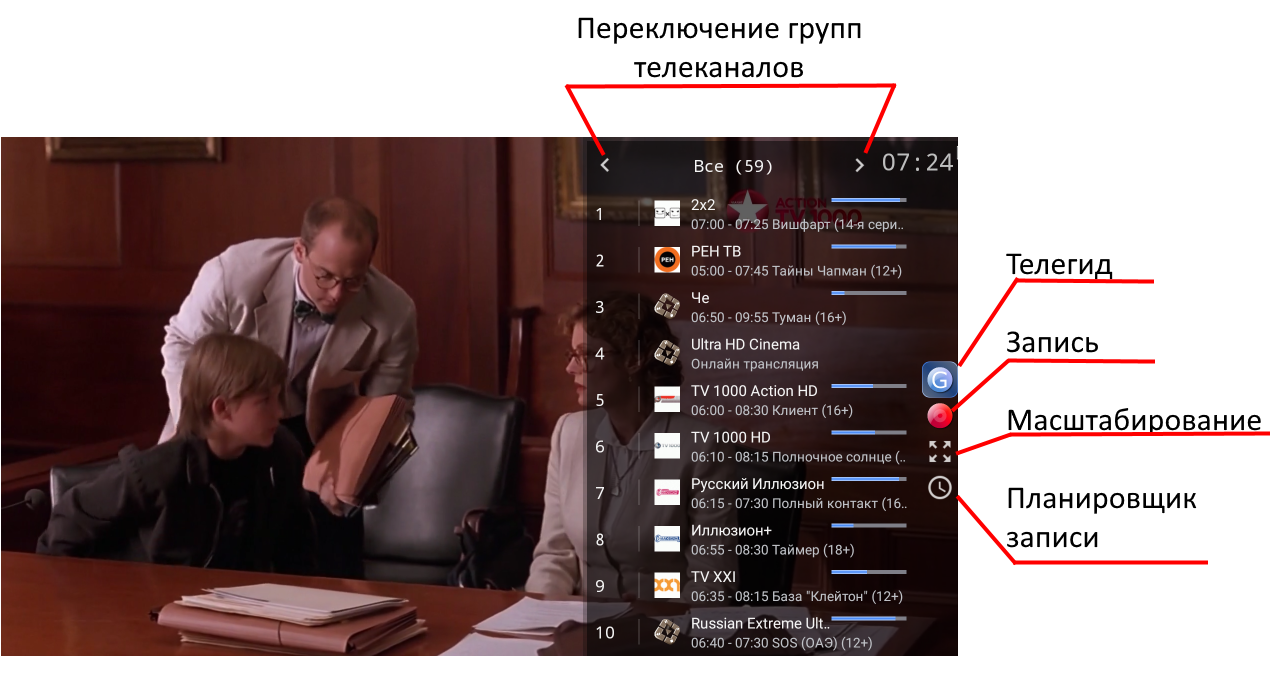 Переключение групп
телеканалов
Все (59)
07:24
ACTION
TV 1000
1
2x2
07:00 - 07:25 Вишфарт (14-я сери..
2
РЕН ТВ
05:00 - 07:45 Тайны Чапман (12+)
3
Че
06:50 - 09:55 Туман (16+)
4
Ultra HD Cinema
Онлайн трансляция
5
TV 1000 Action HD
06:00 - 08:30 Клиент (16+)
6
TV 1000 HD
06:10 - 08:15 Полночное солнце (..
7
Русский Иллюзион
06:15 - 07:30 Полный контакт (16..
8
Иллюзион+
06:55 - 08:30 Таймер (18+)
9
TV XXI
06:35 - 08:15 База "Клейтон" (12+)
10
Russian Extreme Ult..
06:40 - 07:30 SOS (ОАЭ) (12+)
РЕН
XXI
G
Телегид
Запись
Масштабирование
Планировщик
записи